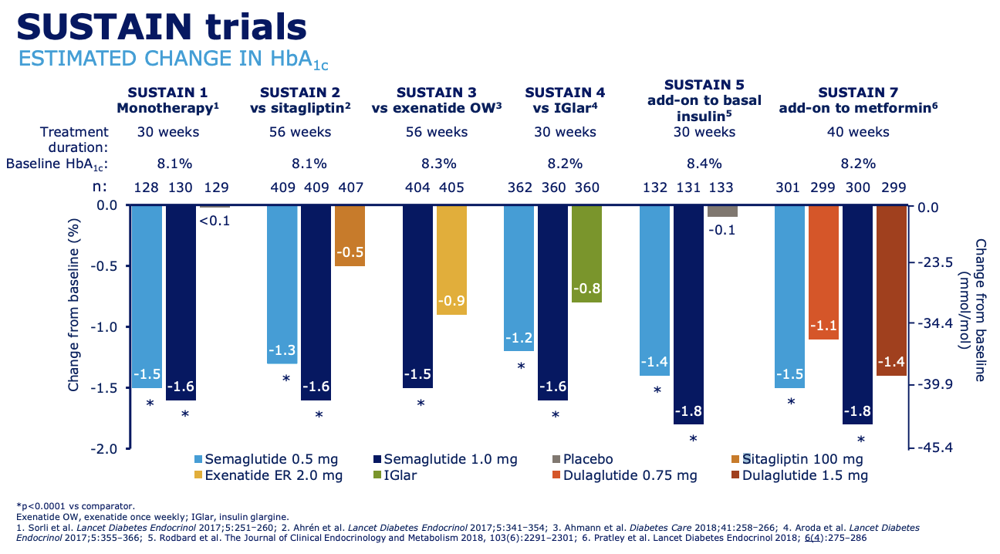 SUSTAIN trials
ESTIMATED CHANGE IN HbA1c
SUSTAIN 1
Monotherapy1
SUSTAIN 2
vs sitagliptin2
SUSTAIN 3
vs exenatide OW3
SUSTAIN 4
vs IGlar4
SUSTAIN 5
add-on to basal
insulin5
SUSTAIN 7
add-on to metformin6
Treatment
duration:
30 weeks
56 weeks
56 weeks
30 weeks
30 weeks
40 weeks
Baseline HbA1c:
8.1%
8.1%
8.3%
8.2%
8.4%
8.2%
n:
128 130 129
409 409 407
404 405
362 360 360
132 131 133
301 299 300 299
Change from baseline (%)
0.0
-0.5
-1.0
-1.5
-2.0
-1.5
*
-1.6
*
<0.1
-1.3
*
-1.6
*
-0.5
-1.5
*
-0.9
-1.2
*
-1.6
*
-0.8
-1.4
*
-1.8
*
-0.1
-1.5
*
-1.1
-1.8
*
-1.4
0.0
-23.5
-34.4
-39.9
-45.4
Change from baseline
(mmol/mol)
Semaglutide 0.5 mg
Semaglutide 1.0 mg
Placebo
Sitagliptin 100 mg
Exenatide ER 2.0 mg
IGlar
Dulaglutide 0.75 mg
Dulaglutide 1.5 mg
*p<0.0001 vs comparator.
Exenatide OW, exenatide once weekly; IGlar, insulin glargine.
1. Sorli et al. Lancet Diabetes Endocrinol 2017;5:251–260; 2. Ahrén et al. Lancet Diabetes Endocrinol 2017;5:341–354; 3. Ahmann et al. Diabetes Care 2018;41:258–266; 4. Aroda et al. Lancet Diabetes
Endocrinol 2017;5:355–366; 5. Rodbard et al. The Journal of Clinical Endocrinology and Metabolism 2018, 103(6):2291–2301; 6. Pratley et al. Lancet Diabetes Endocrinol 2018; 6(4):275–286